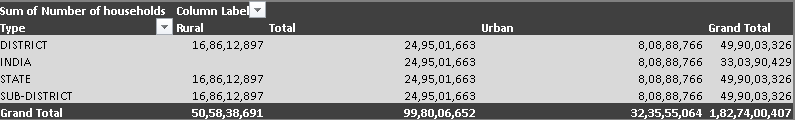 Sum of Number of households Column Label
Type Rural Total Urban Grand Total
DISTRICT 16,86,12,897 24,95,01,663 8,08,88,766 49,90,03,326
INDIA 24,95,01,663 8,08,88,766 33,03,90,429
STATE 16,86,12,897 24,95,01,663 8,08,88,766 49,90,03,326
SUB-DISTRICT 16,86,12,897 24,95,01,663 8,08,88,766 49,90,03,326
Grand Total 50,58,38,691 99,80,06,652 32,35,55,064 1,82,74,00,407